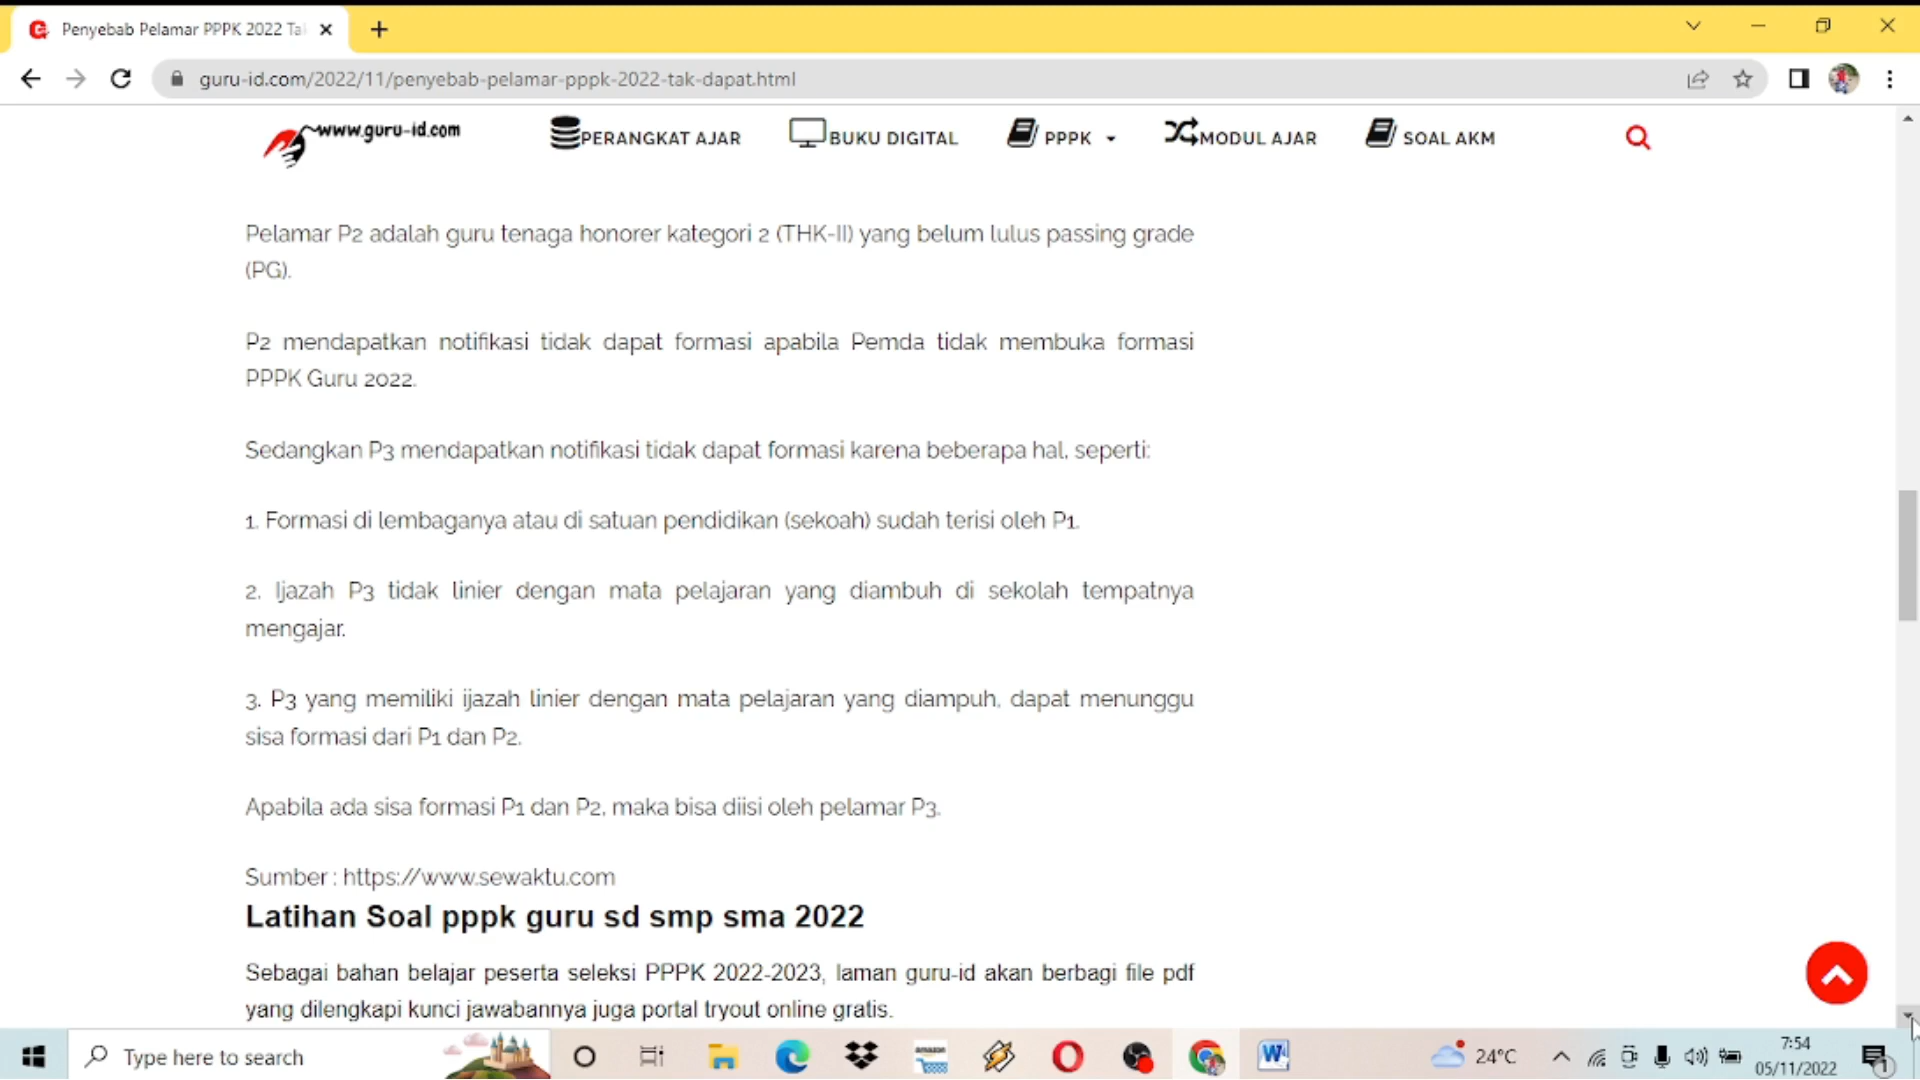 Penyebab Pelamar PPPK 2022 Ta
guru-id.com/2022/11/penyebab-pelamar-pppk-2022-tak-dapat.html
www.guru-id.com
PERANGKAT AJAR
BUKU DIGITAL
PPPK
MODUL AJAR
SOAL AKM
Pelamar P2 adalah guru tenaga honorer kategori 2 (THK-II) yang belum lulus passing grade
(PG).
P2 mendapatkan notifikasi tidak dapat formasi apabila Pemda tidak membuka formasi
PPPK Guru 2022.
Sedangkan P3 mendapatkan notifikasi tidak dapat formasi karena beberapa hal, seperti:
1. Formasi di lembaganya atau di satuan pendidikan (sekoah) sudah terisi oleh P1.
2. Ijazah P3 tidak linier dengan mata pelajaran yang diambuh di sekolah tempatnya
mengajar.
3. P3 yang memiliki ijazah linier dengan mata pelajaran yang diampuh, dapat menunggu
sisa formasi dari P1 dan P2.
Apabila ada sisa formasi P1 dan P2, maka bisa diisi oleh pelamar P3.
Sumber : https://www.sewaktu.com
Latihan Soal pppk guru sd smp sma 2022
Sebagai bahan belajar peserta seleksi PPPK 2022-2023, laman guru-id akan berbagi file pdf
yang dilengkapi kunci jawabannya juga portal tryout online gratis.
Type here to search
amazon
24°C
7:54
05/11/2022
1